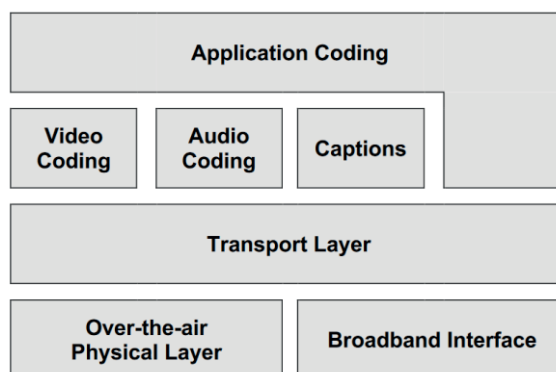 Application Coding
Video
Coding
Audio
Coding
Captions
Transport Layer
Over-the-air
Physical Layer
Broadband Interface